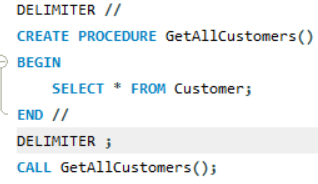 DELIMITER //
CREATE PROCEDURE GetAllCustomers()
BEGIN
    SELECT * FROM Customer;
END //
DELIMITER ;
CALL GetAllCustomers();